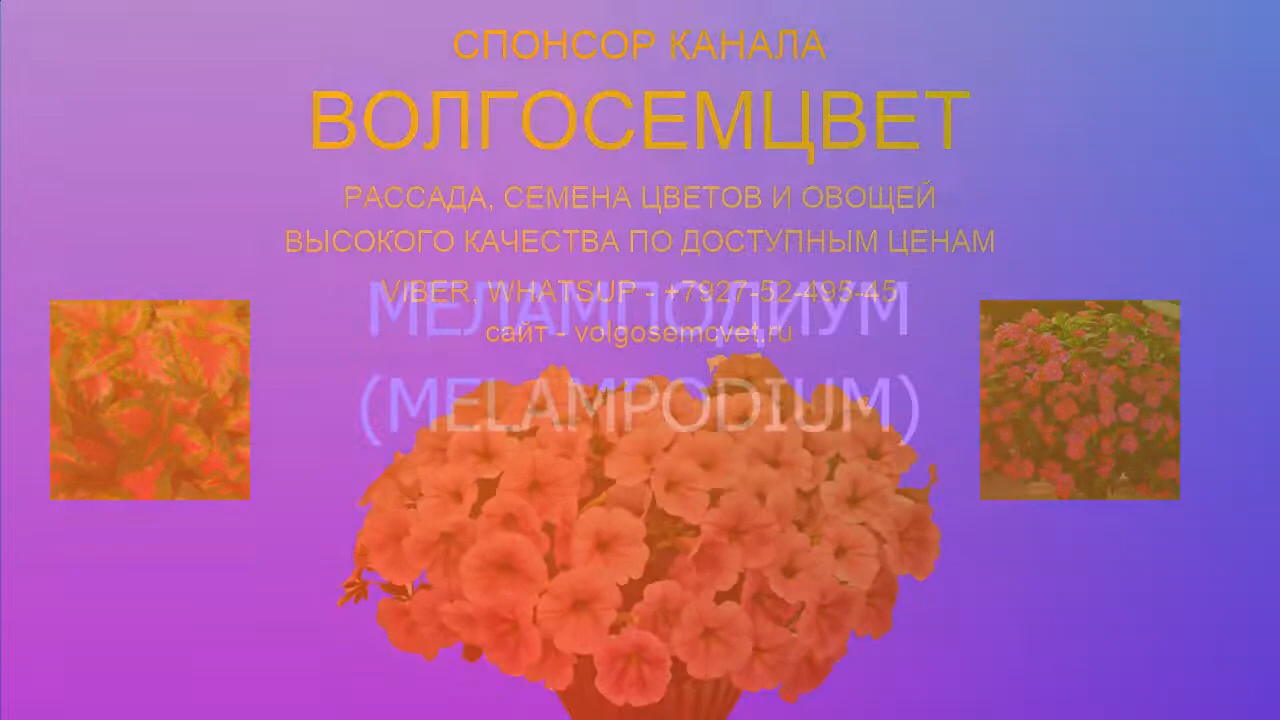 СПОНСОР КАНАЛА
ВОЛГОСЕМЦВЕТ
РАССАДА, СЕМЕНА ЦВЕТОВ И ОВОЩЕЙ
ВЫСОКОГО КАЧЕСТВА ПО ДОСТУПНЫМ ЦЕНАМ
VIBER, WHATSUP - +7927-52-495-45
МЕЛАМПОДИУМ
сайт - volgosemcvet.ru
(MELAMPODIUM)